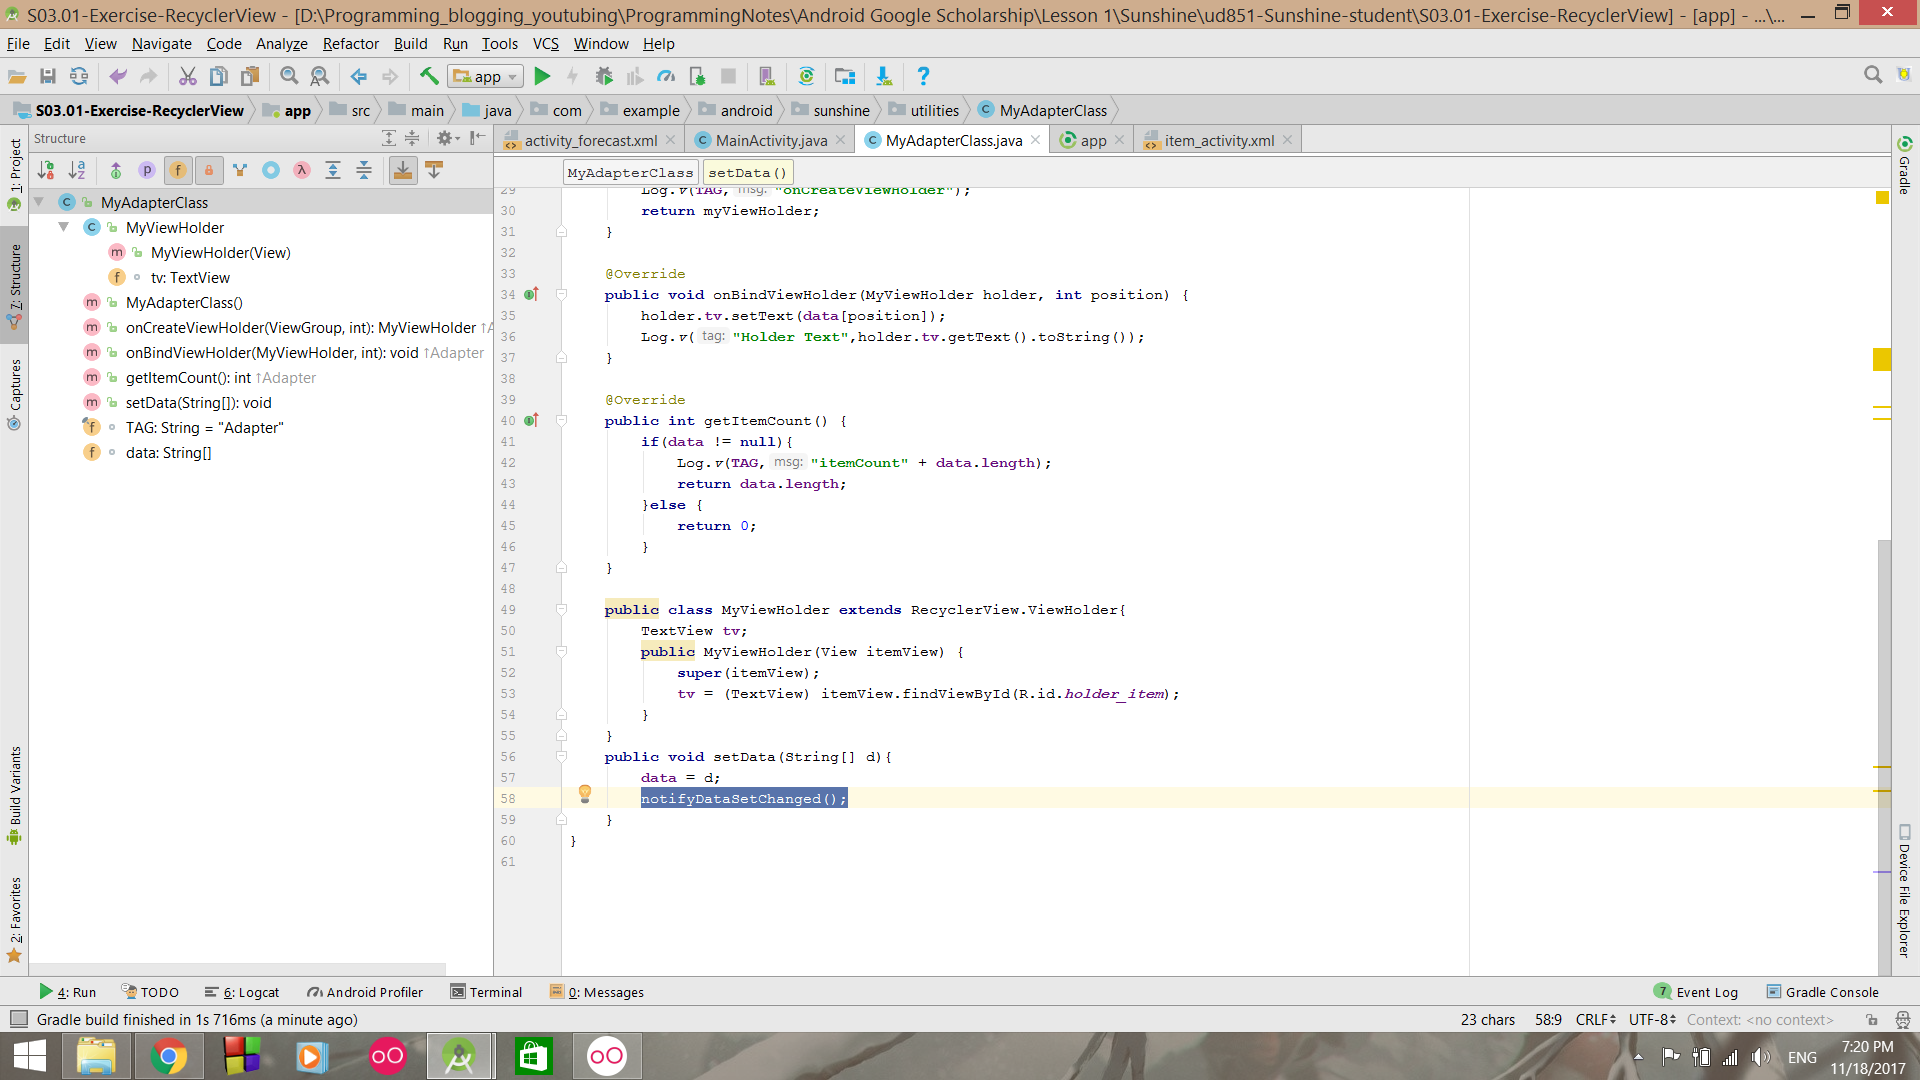 S03.01-Exercise-RecyclerView - [D:\Programming_blogging_youtubing\ProgrammingNotes\Android Google Scholarship\Lesson 1\Sunshine\ud851-Sunshine-student\S03.01-Exercise-RecyclerView] - [app] - ...\...
File Edit View Navigate Code Analyze Refactor Build Run Tools VCS Window Help
app
S03.01-Exercise-RecyclerView app src main java com example android sunshine utilities MyAdapterClass
Structure
activity_forecast.xml MainActivity.java MyAdapterClass.java app item_activity.xml
MyAdapterClass setData()
1: Project
7: Structure
Captures
Build Variants
2: Favorites
MyAdapterClass
MyViewHolder
MyViewHolder(View)
tv: TextView
MyAdapterClass()
onCreateViewHolder(ViewGroup, int): MyViewHolder ↑A
onBindViewHolder(MyViewHolder, int): void ↑Adapter
getItemCount(): int ↑Adapter
setData(String[]): void
TAG: String = "Adapter"
data: String[]
29 Log.v(TAG, msg: "onCreateViewHolder");
30 return myViewHolder;
31 }
32
33 @Override
34 public void onBindViewHolder(MyViewHolder holder, int position) {
35 holder.tv.setText(data[position]);
36 Log.v( tag: "Holder Text",holder.tv.getText().toString());
37 }
38
39 @Override
40 public int getItemCount() {
41 if(data != null){
42 Log.v(TAG, msg: "itemCount" + data.length);
43 return data.length;
44 }else {
45 return 0;
46 }
47 }
48
49 public class MyViewHolder extends RecyclerView.ViewHolder{
50 TextView tv;
51 public MyViewHolder(View itemView) {
52 super(itemView);
53 tv = (TextView) itemView.findViewById(R.id.holder_item);
54 }
55 }
56 public void setData(String[] d){
57 data = d;
58 notifyDataSetChanged();
59 }
60 }
61
Gradle
Device File Explorer
4: Run TODO 6: Logcat Android Profiler Terminal 0: Messages 7 Event Log Gradle Console
Gradle build finished in 1s 716ms (a minute ago) 23 chars 58:9 CRLF UTF-8 Context: <no context>
ENG
7:20 PM
11/18/2017